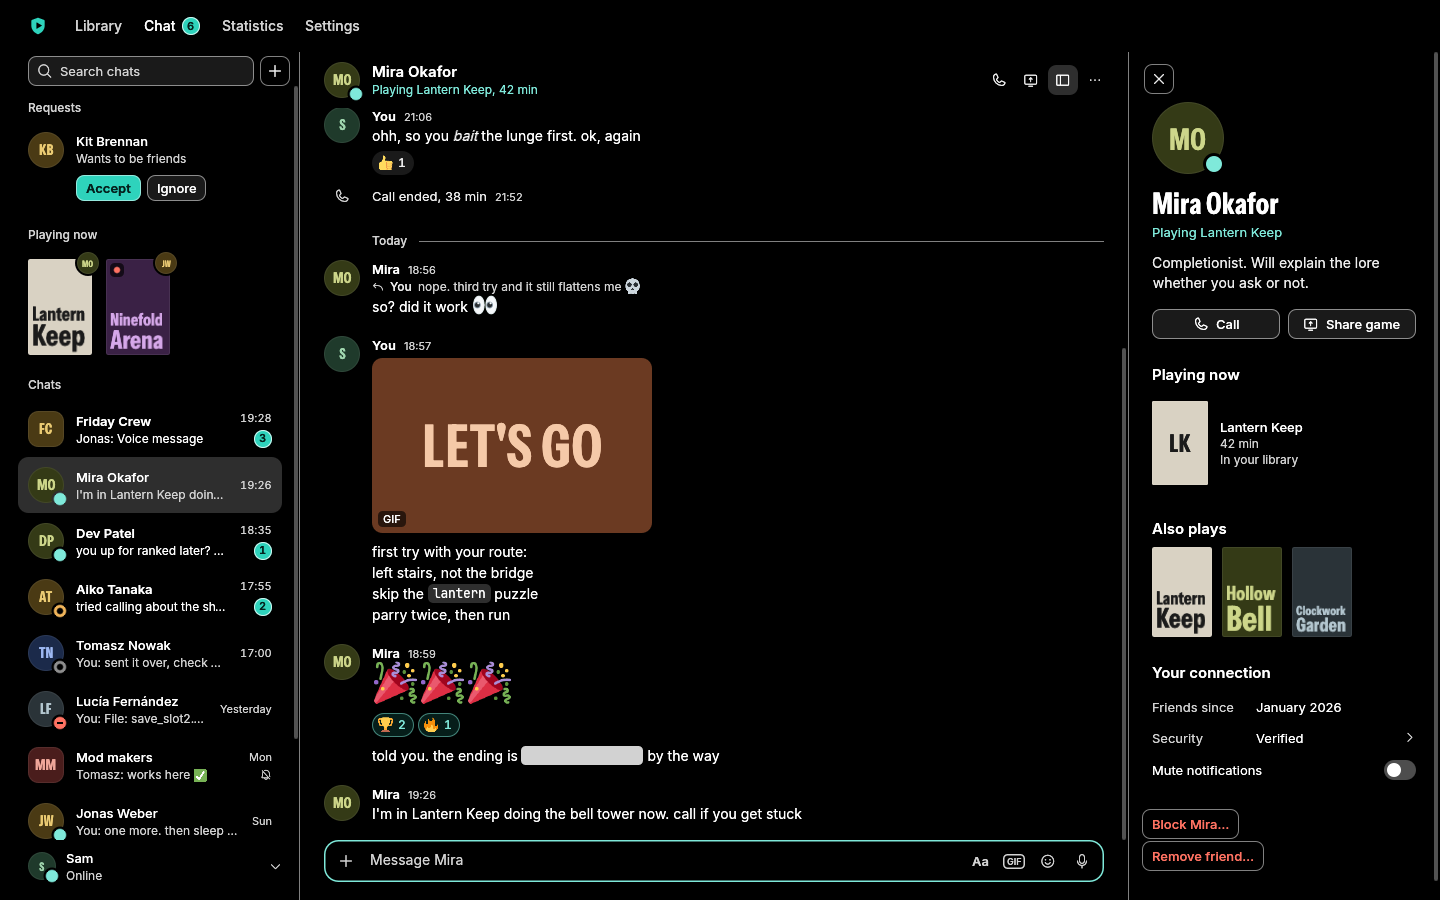 Library
Chat 6
Statistics
Settings
Search chats
Requests
KB
Kit Brennan
Wants to be friends
Accept
Ignore
Playing now
MO
Lantern
Keep
JW
Ninefold
Arena
Chats
FC
Friday Crew
19:28
Jonas: Voice message
3
MO
Mira Okafor
19:26
I'm in Lantern Keep doin...
DP
Dev Patel
18:35
you up for ranked later? ...
1
AT
Aiko Tanaka
17:55
tried calling about the sh...
2
TN
Tomasz Nowak
17:00
You: sent it over, check ...
LF
Lucía Fernández
Yesterday
You: File: save_slot2....
MM
Mod makers
Mon
Tomasz: works here ✅
JW
Jonas Weber
Sun
You: one more. then sleep ...
S
Sam
Online
MO
Mira Okafor
Playing Lantern Keep, 42 min
S
You 21:06
ohh, so you bait the lunge first. ok, again
👍 1
Call ended, 38 min 21:52
Today
MO
Mira 18:56
You nope. third try and it still flattens me 💀
so? did it work 👀
S
You 18:57
LET'S GO
GIF
first try with your route:
left stairs, not the bridge
skip the lantern puzzle
parry twice, then run
MO
Mira 18:59
🎉🎉🎉
🏆 2
🔥 1
told you. the ending is
by the way
MO
Mira 19:26
I'm in Lantern Keep doing the bell tower now. call if you get stuck
Message Mira
Aa
GIF
MO
Mira Okafor
Playing Lantern Keep
Completionist. Will explain the lore
whether you ask or not.
Call
Share game
Playing now
LK
Lantern Keep
42 min
In your library
Also plays
Lantern
Keep
Hollow
Bell
Clockwork
Garden
Your connection
Friends since January 2026
Security Verified
Mute notifications
Block Mira...
Remove friend...